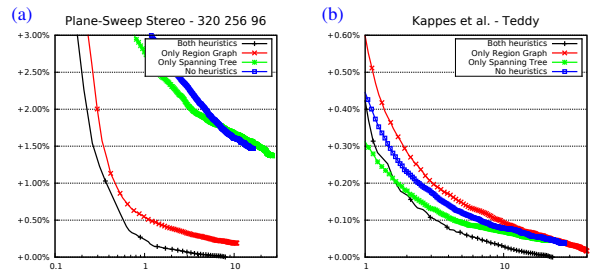 (a)
Plane-Sweep Stereo - 320 256 96
+3.00%
+2.50%
+2.00%
+1.50%
+1.00%
+0.50%
+0.00%
0.1
1
10
Both heuristics
Only Region Graph
Only Spanning Tree
No heuristics
(b)
Kappes et al. - Teddy
+0.60%
+0.50%
+0.40%
+0.30%
+0.20%
+0.10%
+0.00%
1
10
Both heuristics
Only Region Graph
Only Spanning Tree
No heuristics